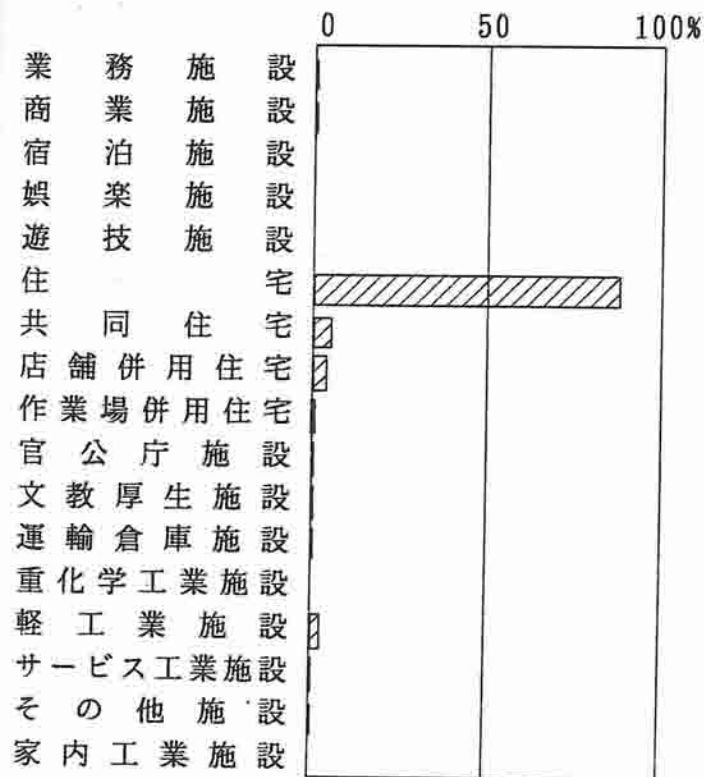 0 50 100%
業務施設
商業施設
宿泊施設
娯楽施設
遊技施設
住宅
共同住宅
店舗併用住宅
作業場併用住宅
官公庁施設
文教厚生施設
運輸倉庫施設
重化学工業施設
軽工業施設
サービス工業施設
その他施設
家内工業施設